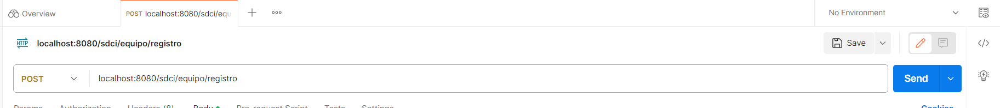 Overview
POST localhost:8080/sdci/equ
No Environment
HTTP localhost:8080/sdci/equipo/registro
Save
POST localhost:8080/sdci/equipo/registro
Send
Params Authorization Headers (8) Body Pre-request Script Tests Settings Cookies